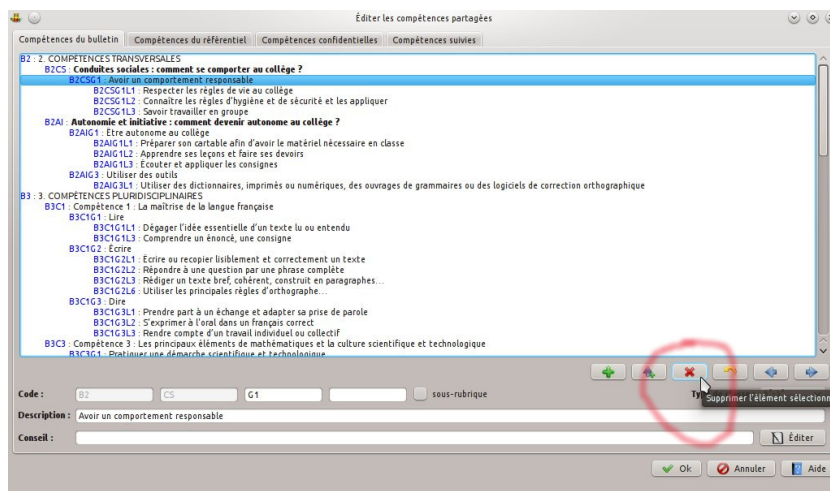 Éditer les compétences partagées
Compétences du bulletin Compétences du référentiel Compétences confidentielles Compétences suivies
B2 : 2. COMPÉTENCES TRANSVERSALES
B2CS : Conduites sociales : comment se comporter au collège ?
B2CSG1 : Avoir un comportement responsable
B2CSG1L1 : Respecter les règles de vie au collège
B2CSG1L2 : Connaître les règles d'hygiène et de sécurité et les appliquer
B2CSG1L3 : Savoir travailler en groupe
B2AI : Autonomie et initiative : comment devenir autonome au collège ?
B2AIG1 : Être autonome au collège
B2AIG1L1 : Préparer son cartable afin d'avoir le matériel nécessaire en classe
B2AIG1L2 : Apprendre ses leçons et faire ses devoirs
B2AIG1L3 : Écouter et appliquer les consignes
B2AIG3 : Utiliser des outils
B2AIG3L1 : Utiliser des dictionnaires, imprimés ou numériques, des ouvrages de grammaires ou des logiciels de correction orthographique
B3 : 3. COMPÉTENCES PLURIDISCIPLINAIRES
B3C1 : Compétence 1 : La maîtrise de la langue française
B3C1G1 : Lire
B3C1G1L1 : Dégager l'idée essentielle d'un texte lu ou entendu
B3C1G1L3 : Comprendre un énoncé, une consigne
B3C1G2 : Écrire
B3C1G2L1 : Écrire ou recopier lisiblement et correctement un texte
B3C1G2L2 : Répondre à une question par une phrase complète
B3C1G2L3 : Rédiger un texte bref, cohérent, construit en paragraphes...
B3C1G2L6 : Utiliser les principales règles d'orthographe...
B3C1G3 : Dire
B3C1G3L1 : Prendre part à un échange et adapter sa prise de parole
B3C1G3L2 : S'exprimer à l'oral dans un français correct
B3C1G3L3 : Rendre compte d'un travail individuel ou collectif
B3C3 : Compétence 3 : Les principaux éléments de mathématiques et la culture scientifique et technologique
B3C3G1 : Pratiquer une démarche scientifique et technologique
Code : B2 CS G1 sous-rubrique Ty
Supprimer l'élément sélectionn
Description : Avoir un comportement responsable
Conseil : Éditer
Ok Annuler Aide